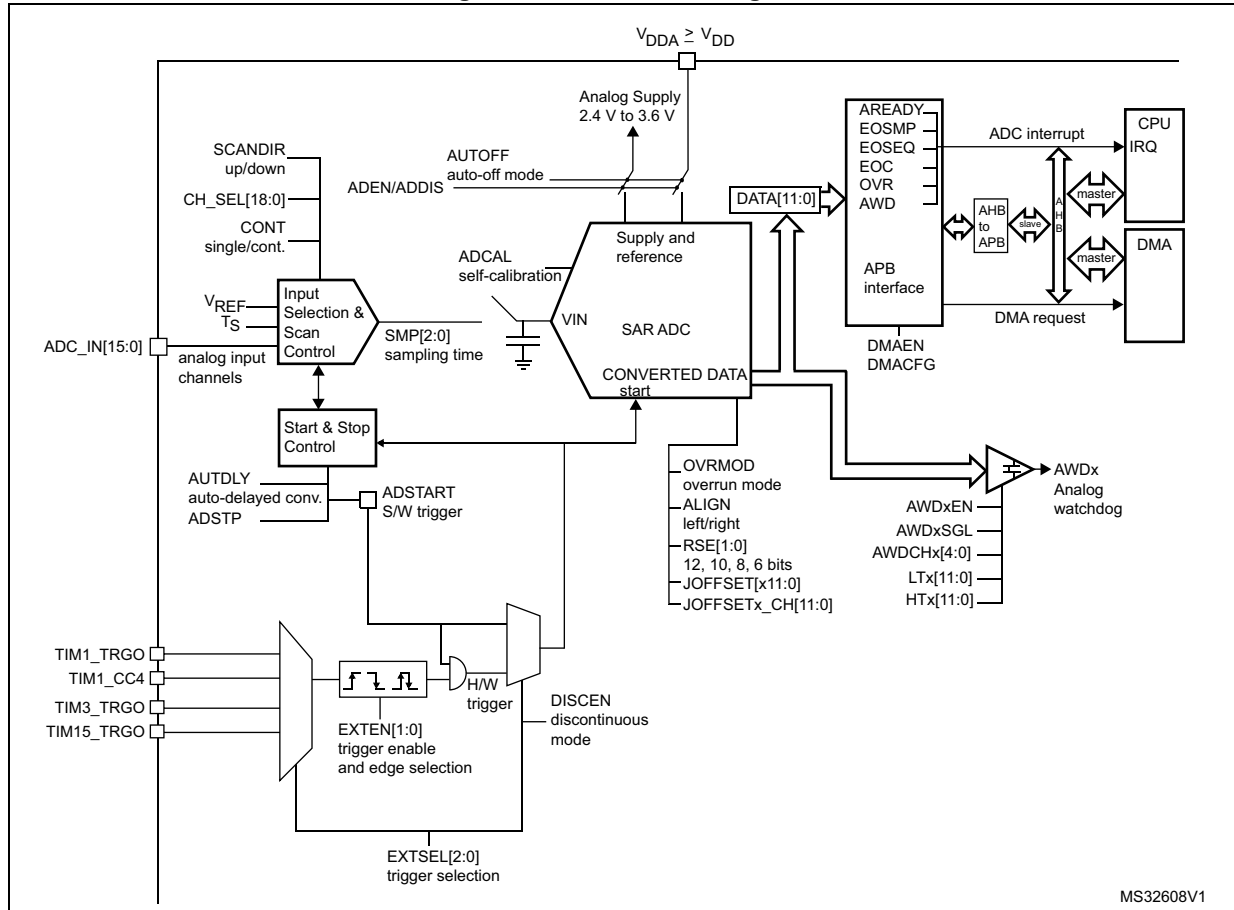 VDDA ≥ VDD
Analog Supply
2.4 V to 3.6 V
SCANDIR
up/down
CH_SEL[18:0]
CONT
single/cont.
AUTOFF
auto-off mode
ADEN/ADDIS
ADCAL
self-calibration
Supply and
reference
VIN
SAR ADC
CONVERTED DATA
start
VREF
TS
ADC_IN[15:0]
analog input
channels
Input
Selection &
Scan
Control
SMP[2:0]
sampling time
DATA[11:0]
AREADY
EOSMP
EOSEQ
EOC
OVR
AWD
APB
interface
DMAEN
DMACFG
ADC interrupt
AHB
to
APB
slave
A
H
B
master
master
CPU
IRQ
DMA
DMA request
Start & Stop
Control
AUTDLY
auto-delayed conv.
ADSTP
ADSTART
S/W trigger
OVRMOD
overrun mode
ALIGN
left/right
RSE[1:0]
12, 10, 8, 6 bits
JOFFSET[x11:0]
JOFFSETx_CH[11:0]
AWDx
Analog
watchdog
AWDxEN
AWDxSGL
AWDCHx[4:0]
LTx[11:0]
HTx[11:0]
TIM1_TRGO
TIM1_CC4
TIM3_TRGO
TIM15_TRGO
EXTEN[1:0]
trigger enable
and edge selection
H/W
trigger
DISCEN
discontinuous
mode
EXTSEL[2:0]
trigger selection
MS32608V1